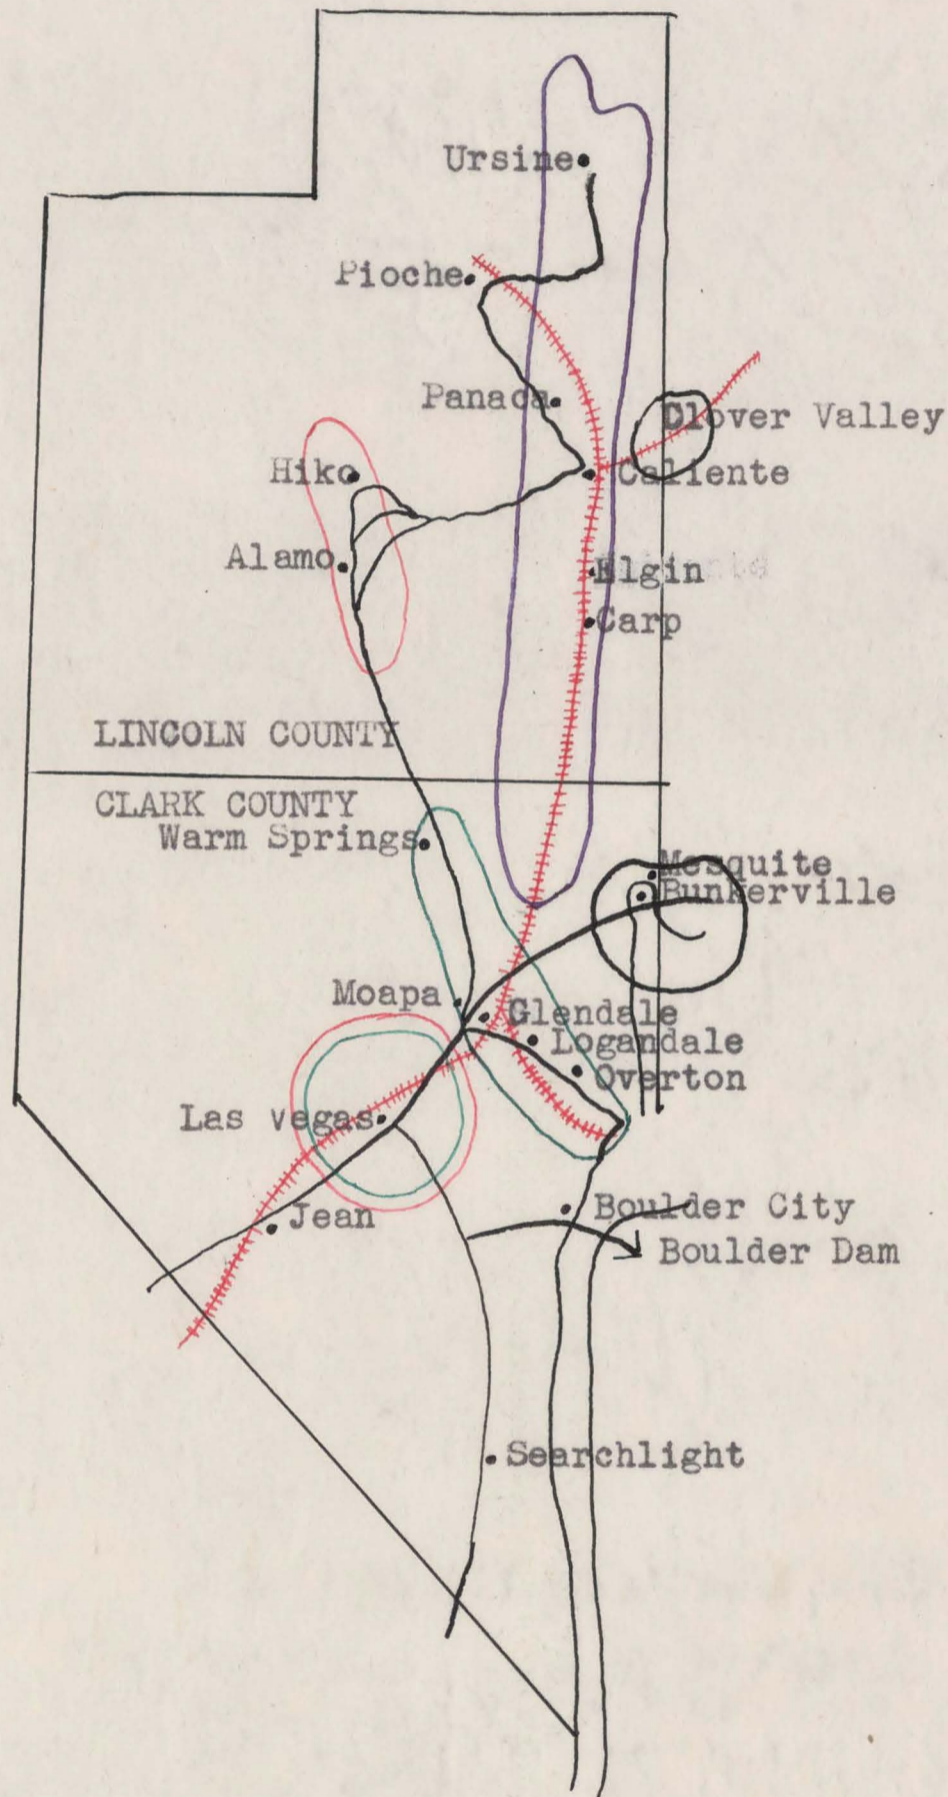 Ursine
Pioche
Panaca
Clover Valley
Hiko
Caliente
Alamo
Elgin
Carp
LINCOLN COUNTY
CLARK COUNTY
Warm Springs
Mesquite
Bunkerville
Moapa
Glendale
Logandale
Overton
Las Vegas
Jean
Boulder City
Boulder Dam
Searchlight